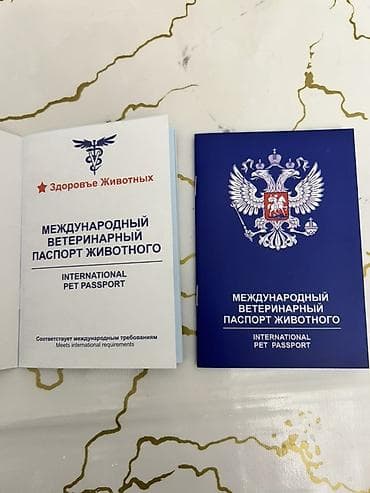 Здоровъе Животных
МЕЖДУНАРОДНЫЙ
ВЕТЕРИНАРНЫЙ
ПАСПОРТ ЖИВОТНОГО
INTERNATIONAL
PET PASSPORT
Соответствует международным требованиям
Meets international requirements
МЕЖДУНАРОДНЫЙ
ВЕТЕРИНАРНЫЙ
ПАСПОРТ ЖИВОТНОГО
INTERNATIONAL
PET PASSPORT